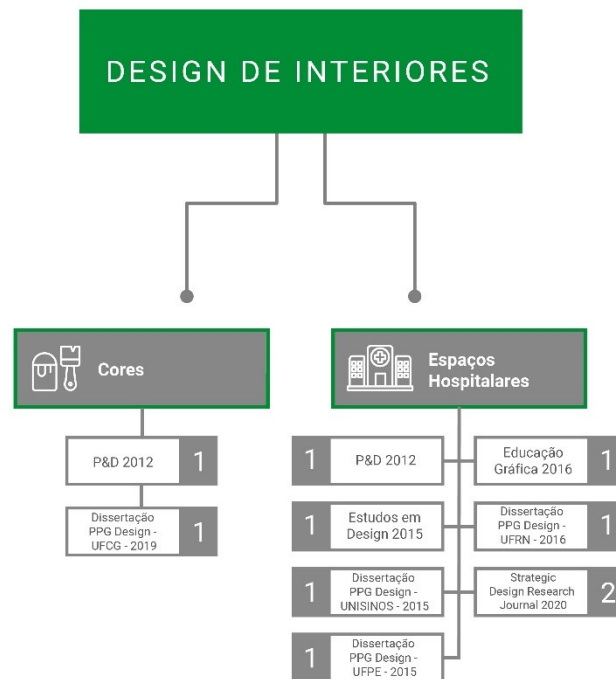 DESIGN DE INTERIORES
Cores
P&D 2012
1
Dissertação
PPG Design -
UFCG - 2019
1
Espaços
Hospitalares
1
P&D 2012
Educação
Gráfica 2016
1
1
Estudos em
Design 2015
Dissertação
PPG Design -
UFRN - 2016
1
1
Dissertação
PPG Design -
UNISINOS - 2015
Strategic
Design Research
Journal 2020
2
1
Dissertação
PPG Design -
UFPE - 2015